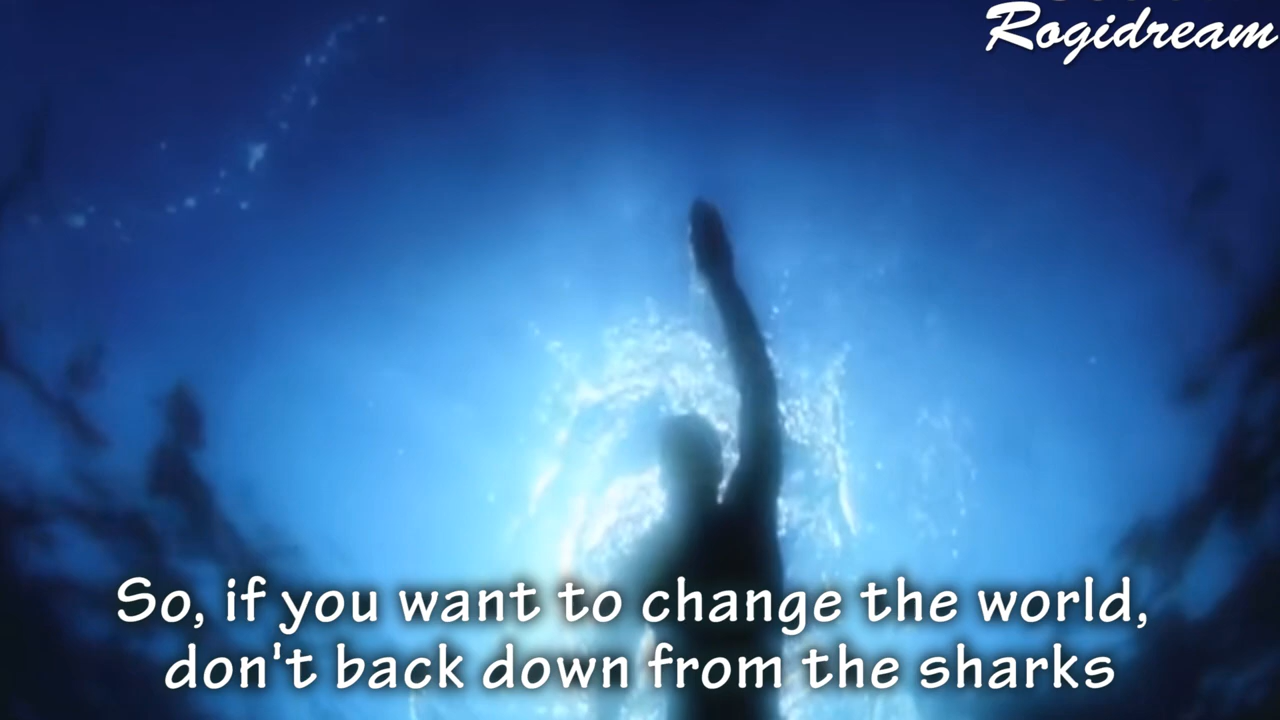 Rogidream
So, if you want to change the world,
don't back down from the sharks